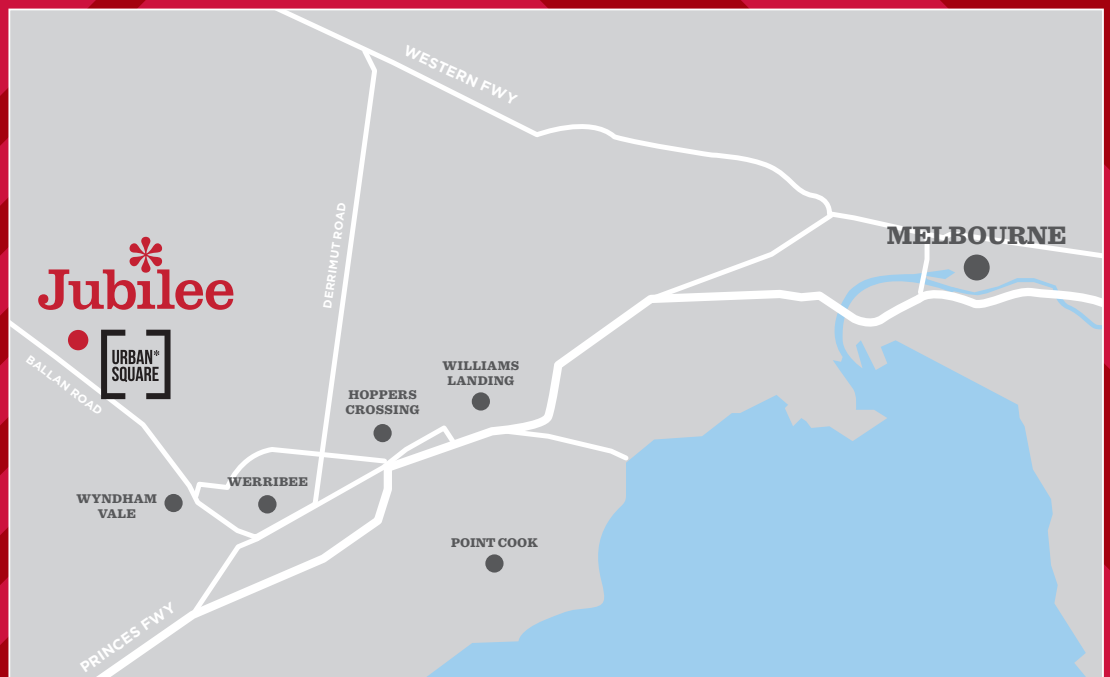 WESTERN FWY
DERRIMUT ROAD
MELBOURNE
Jubilee
URBAN*
SQUARE
BALLAN ROAD
WILLIAMS
LANDING
HOPPERS
CROSSING
WERRIBEE
WYNDHAM
VALE
POINT COOK
PRINCES FWY